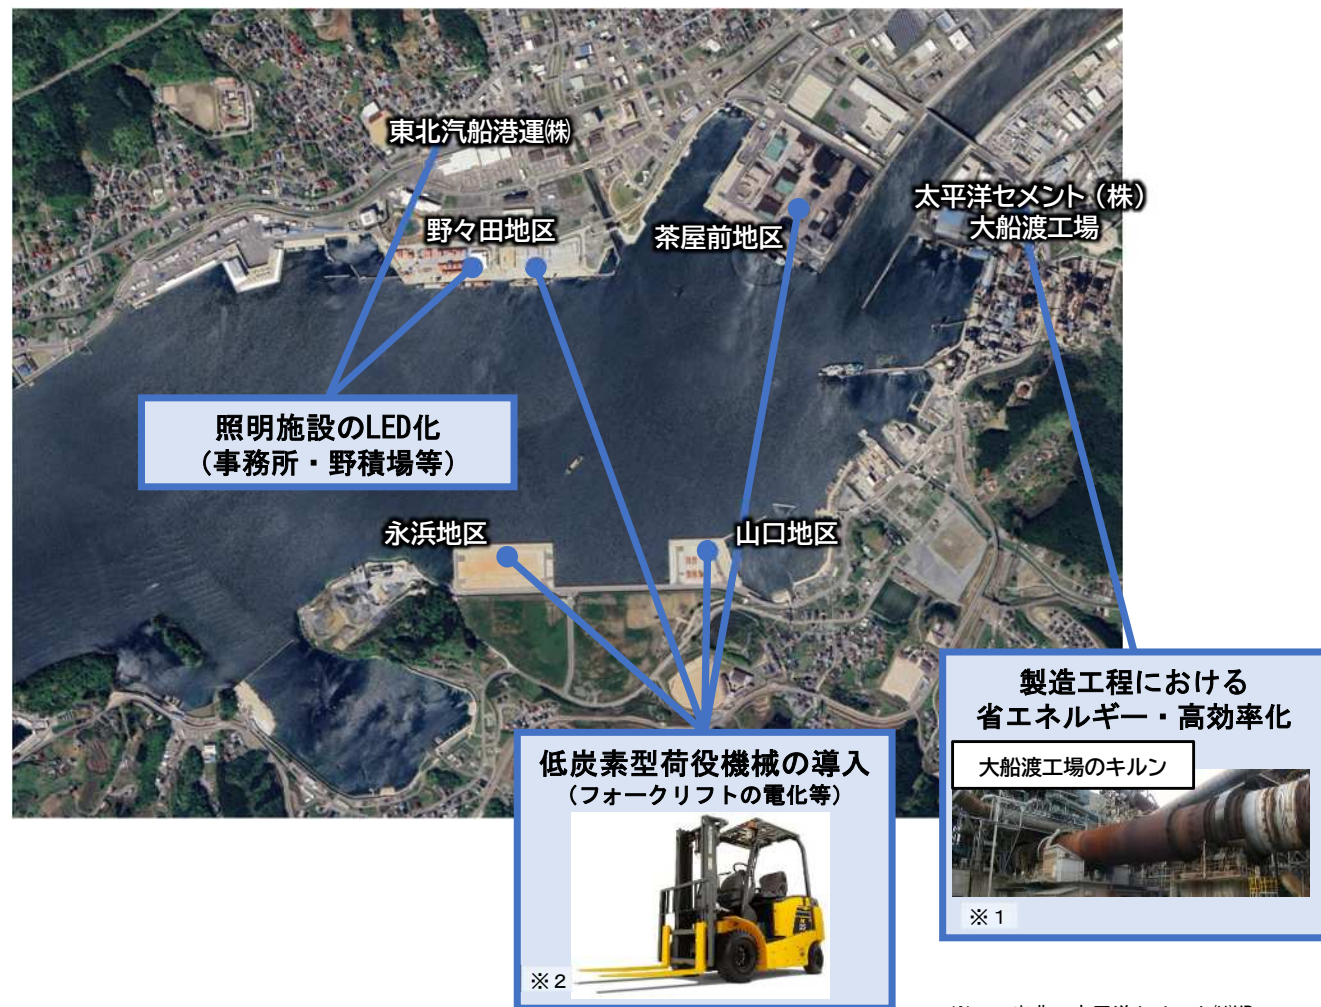 東北汽船港運㈱
野々田地区
茶屋前地区
太平洋セメント（株）
大船渡工場
照明施設のLED化
（事務所・野積場等）
永浜地区
山口地区
製造工程における
省エネルギー・高効率化
大船渡工場のキルン
※１
低炭素型荷役機械の導入
（フォークリフトの電化等）
※２